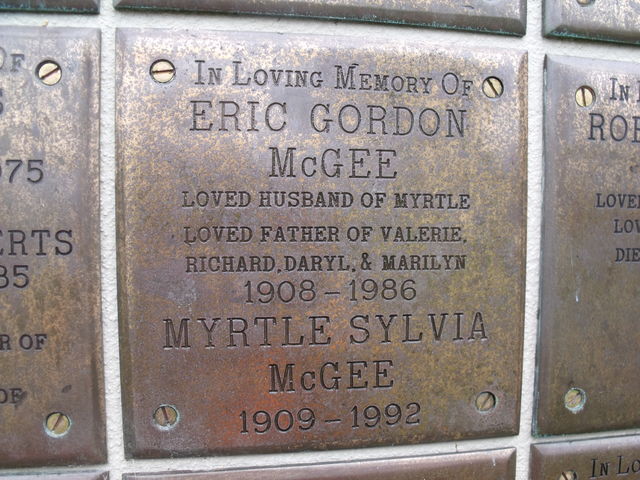 In Loving Memory Of
ERIC GORDON
McGEE
LOVED HUSBAND OF MYRTLE
LOVED FATHER OF VALERIE,
RICHARD, DARYL, & MARILYN
1908 – 1986
MYRTLE SYLVIA
McGEE
1909 – 1992